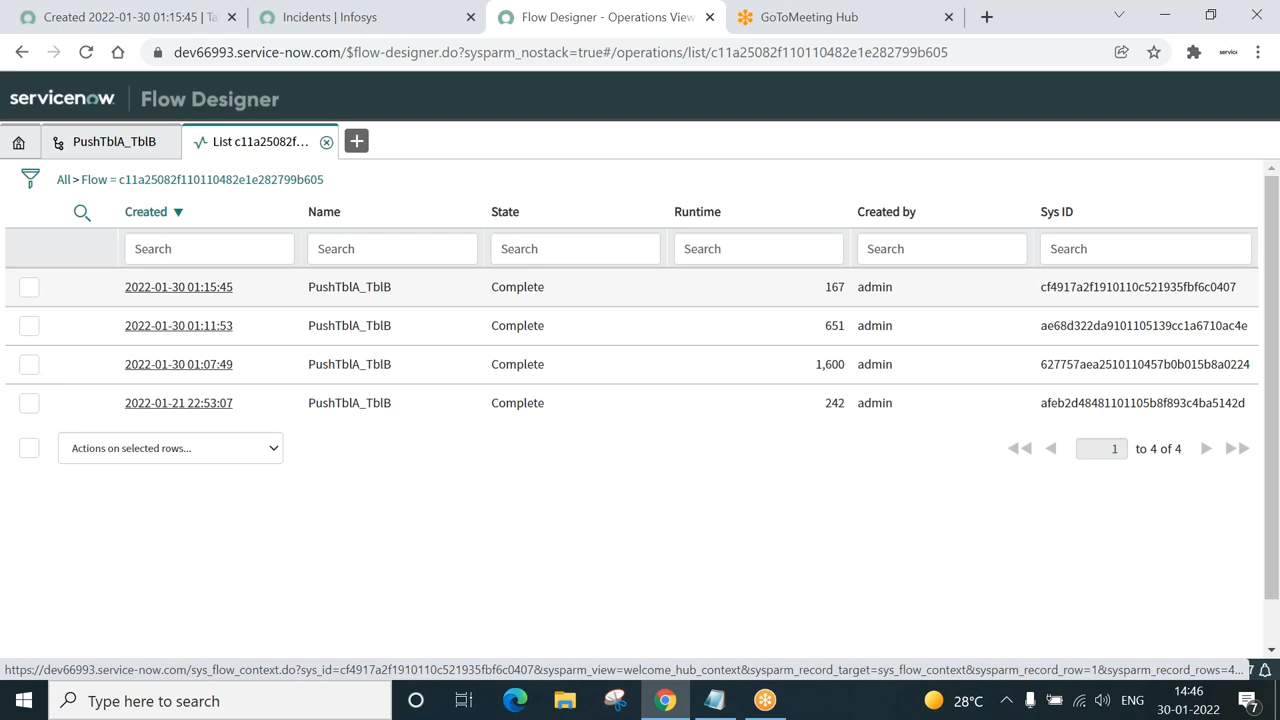 Created 2022-01-30 01:15:45 | Ta
Incidents | Infosys
Flow Designer - Operations View
GoToMeeting Hub
dev66993.service-now.com/$flow-designer.do?sysparm_nostack=true#/operations/list/c11a25082f110110482e1e282799b605
servicenow
Flow Designer
PushTblA_TblB
List c11a25082f...
All > Flow = c11a25082f110110482e1e282799b605
Created ▼ Name State Runtime Created by Sys ID
Search Search Search Search Search Search
2022-01-30 01:15:45 PushTblA_TblB Complete 167 admin cf4917a2f1910110c521935fbf6c0407
2022-01-30 01:11:53 PushTblA_TblB Complete 651 admin ae68d322da9101105139cc1a6710ac4e
2022-01-30 01:07:49 PushTblA_TblB Complete 1,600 admin 627757aea2510110457b0b015b8a0224
2022-01-21 22:53:07 PushTblA_TblB Complete 242 admin afeb2d48481101105b8f893c4ba5142d
Actions on selected rows...
1 to 4 of 4
https://dev66993.service-now.com/sys_flow_context.do?sys_id=cf4917a2f1910110c521935fbf6c0407&sysparm_view=welcome_hub_context&sysparm_record_target=sys_flow_context&sysparm_record_row=1&sysparm_record_rows=4...
Type here to search
28°C
ENG
14:46
30-01-2022
7